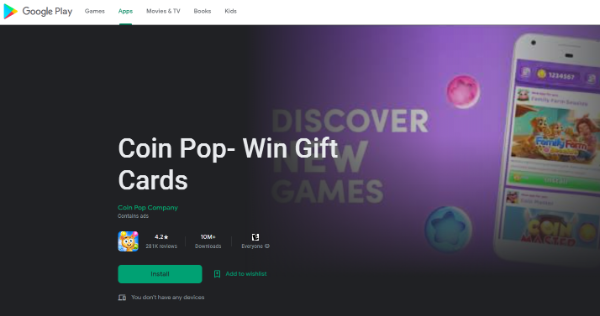 Google Play
Games
Apps
Movies & TV
Books
Kids
DISCOVER
NEW
GAMES
1234567
Family Farm
COIN
Coin Pop- Win Gift
Cards
Coin Pop Company
Contains ads
4.2★
10M+
Downloads
Everyone
reviews
Install
Add to wishlist
You don't have any devices